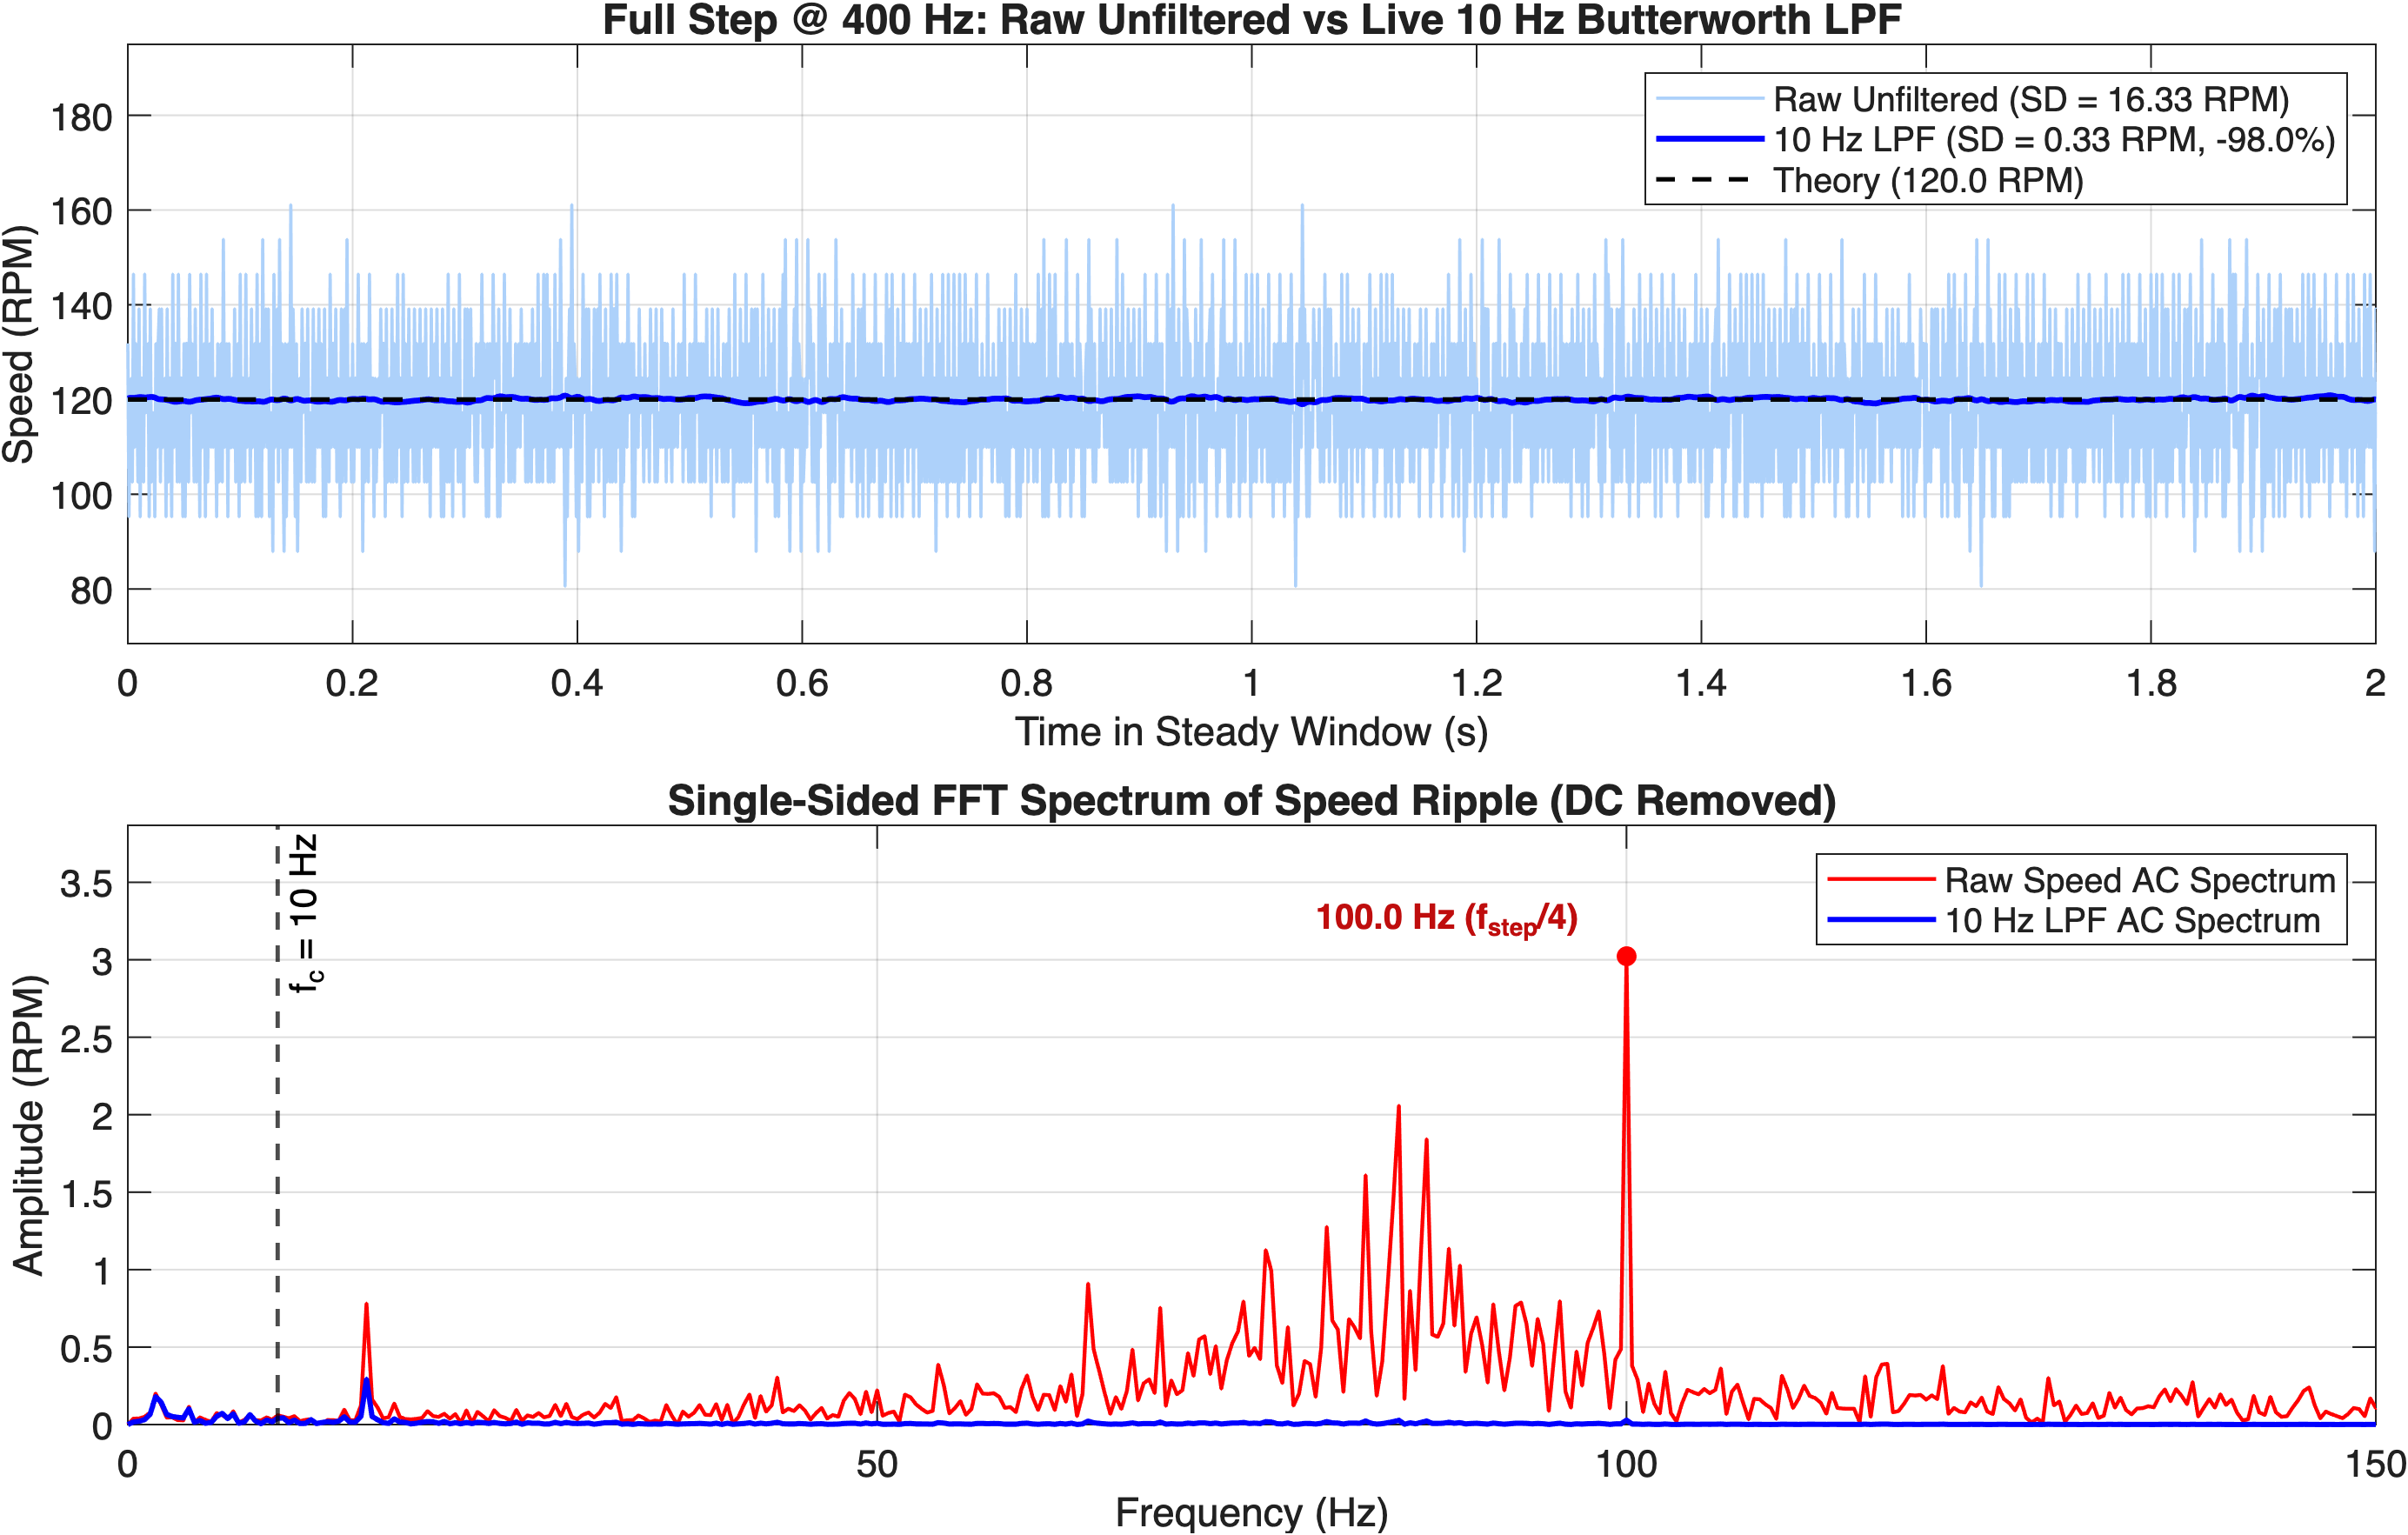 Full Step @ 400 Hz: Raw Unfiltered vs Live 10 Hz Butterworth LPF
Speed (RPM)
180
160
140
120
100
80
Raw Unfiltered (SD = 16.33 RPM)
10 Hz LPF (SD = 0.33 RPM, -98.0%)
Theory (120.0 RPM)
0 0.2 0.4 0.6 0.8 1 1.2 1.4 1.6 1.8 2
Time in Steady Window (s)
Single-Sided FFT Spectrum of Speed Ripple (DC Removed)
Amplitude (RPM)
3.5
3
2.5
2
1.5
1
0.5
0
f_c = 10 Hz
100.0 Hz (f_step/4)
Raw Speed AC Spectrum
10 Hz LPF AC Spectrum
0 50 100 150
Frequency (Hz)